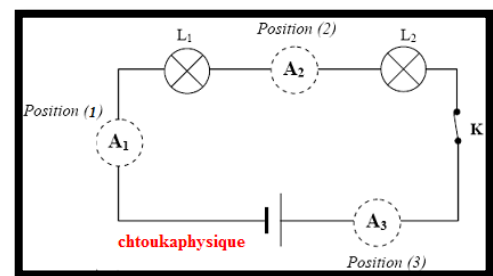 Position (2)
L1
L2
A2
Position (1)
A1
K
chtoukaphysique
A3
Position (3)